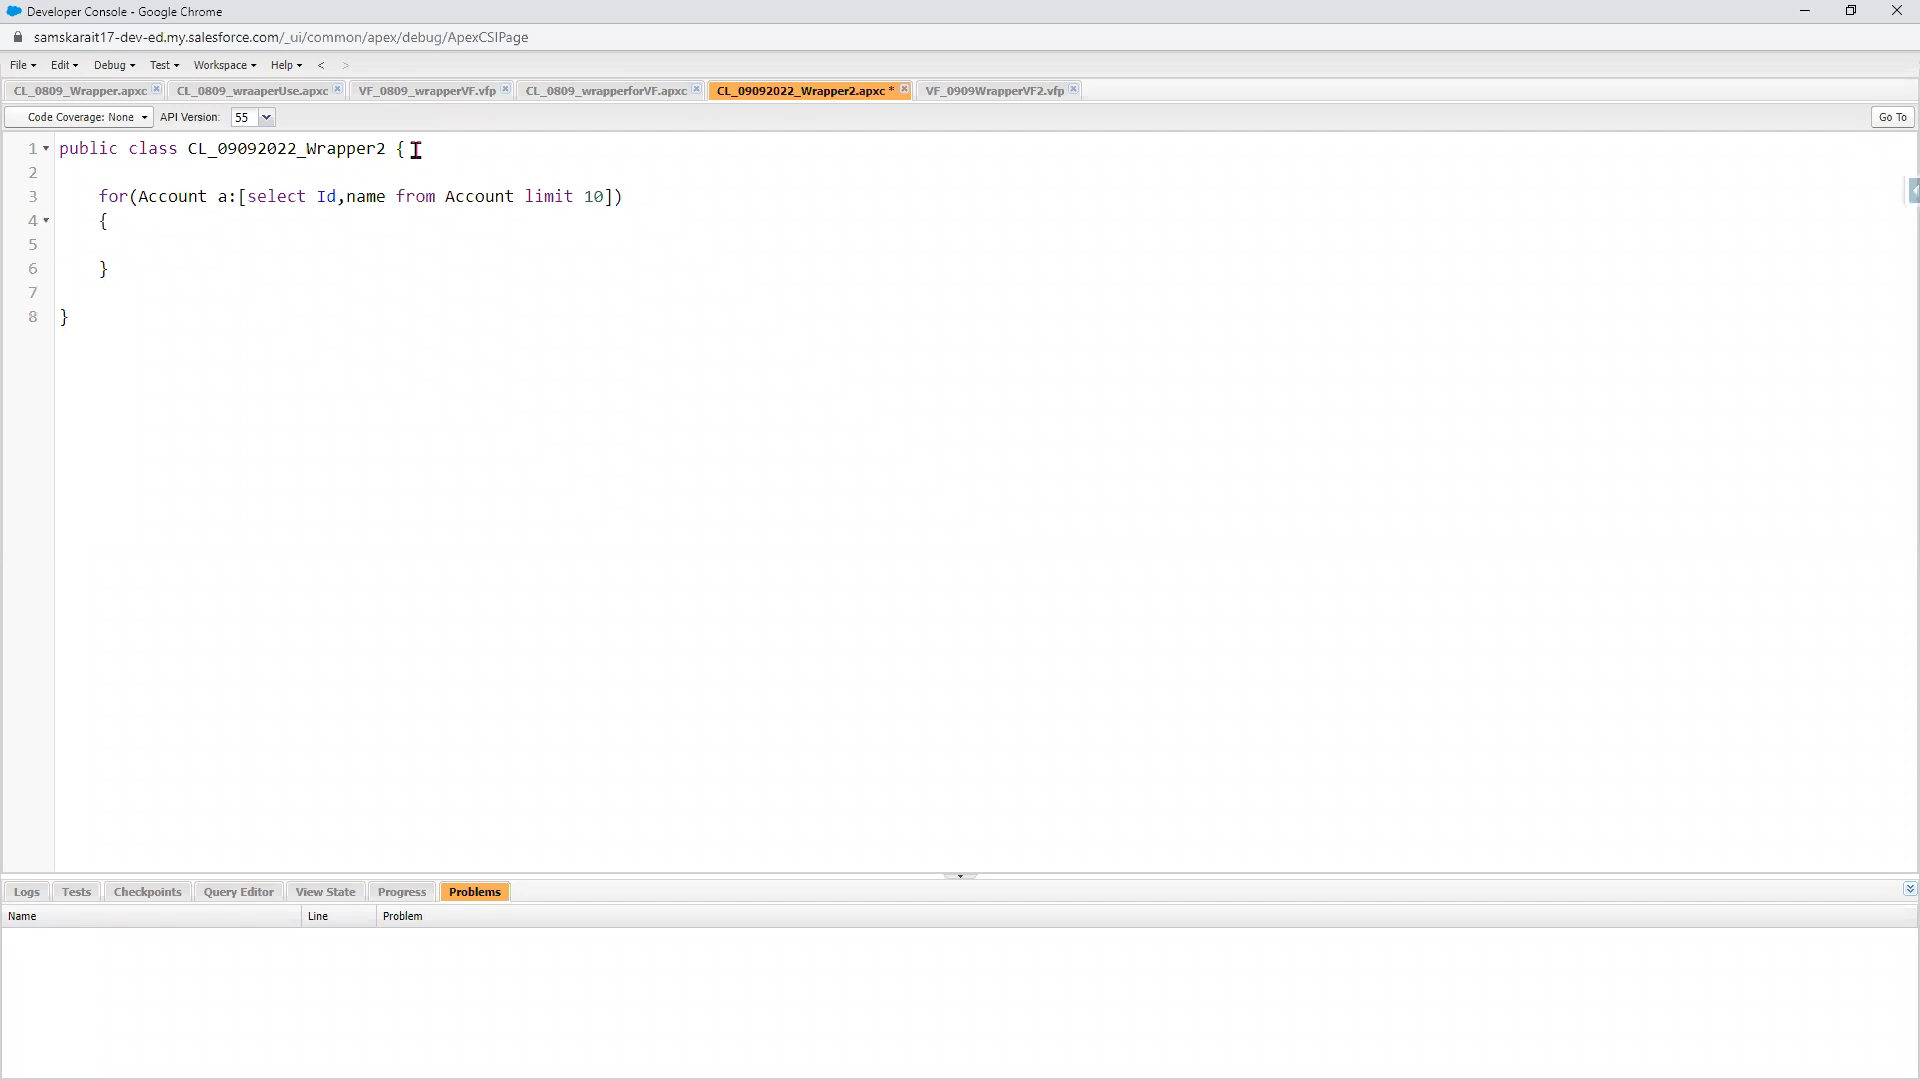 Developer Console - Google Chrome
samskarait17-dev-ed.my.salesforce.com/_ui/common/apex/debug/ApexCSIPage
File Edit Debug Test Workspace Help < >
CL_0809_Wrapper.apxc CL_0809_wraaperUse.apxc VF_0809_wrapperVF.vfp CL_0809_wrapperforVF.apxc CL_09092022_Wrapper2.apxc * VF_0909WrapperVF2.vfp
Code Coverage: None API Version: 55 Go To
1 public class CL_09092022_Wrapper2 {
2
3 for(Account a:[select Id,name from Account limit 10])
4 {
5
6 }
7
8 }
Logs Tests Checkpoints Query Editor View State Progress Problems
Name Line Problem